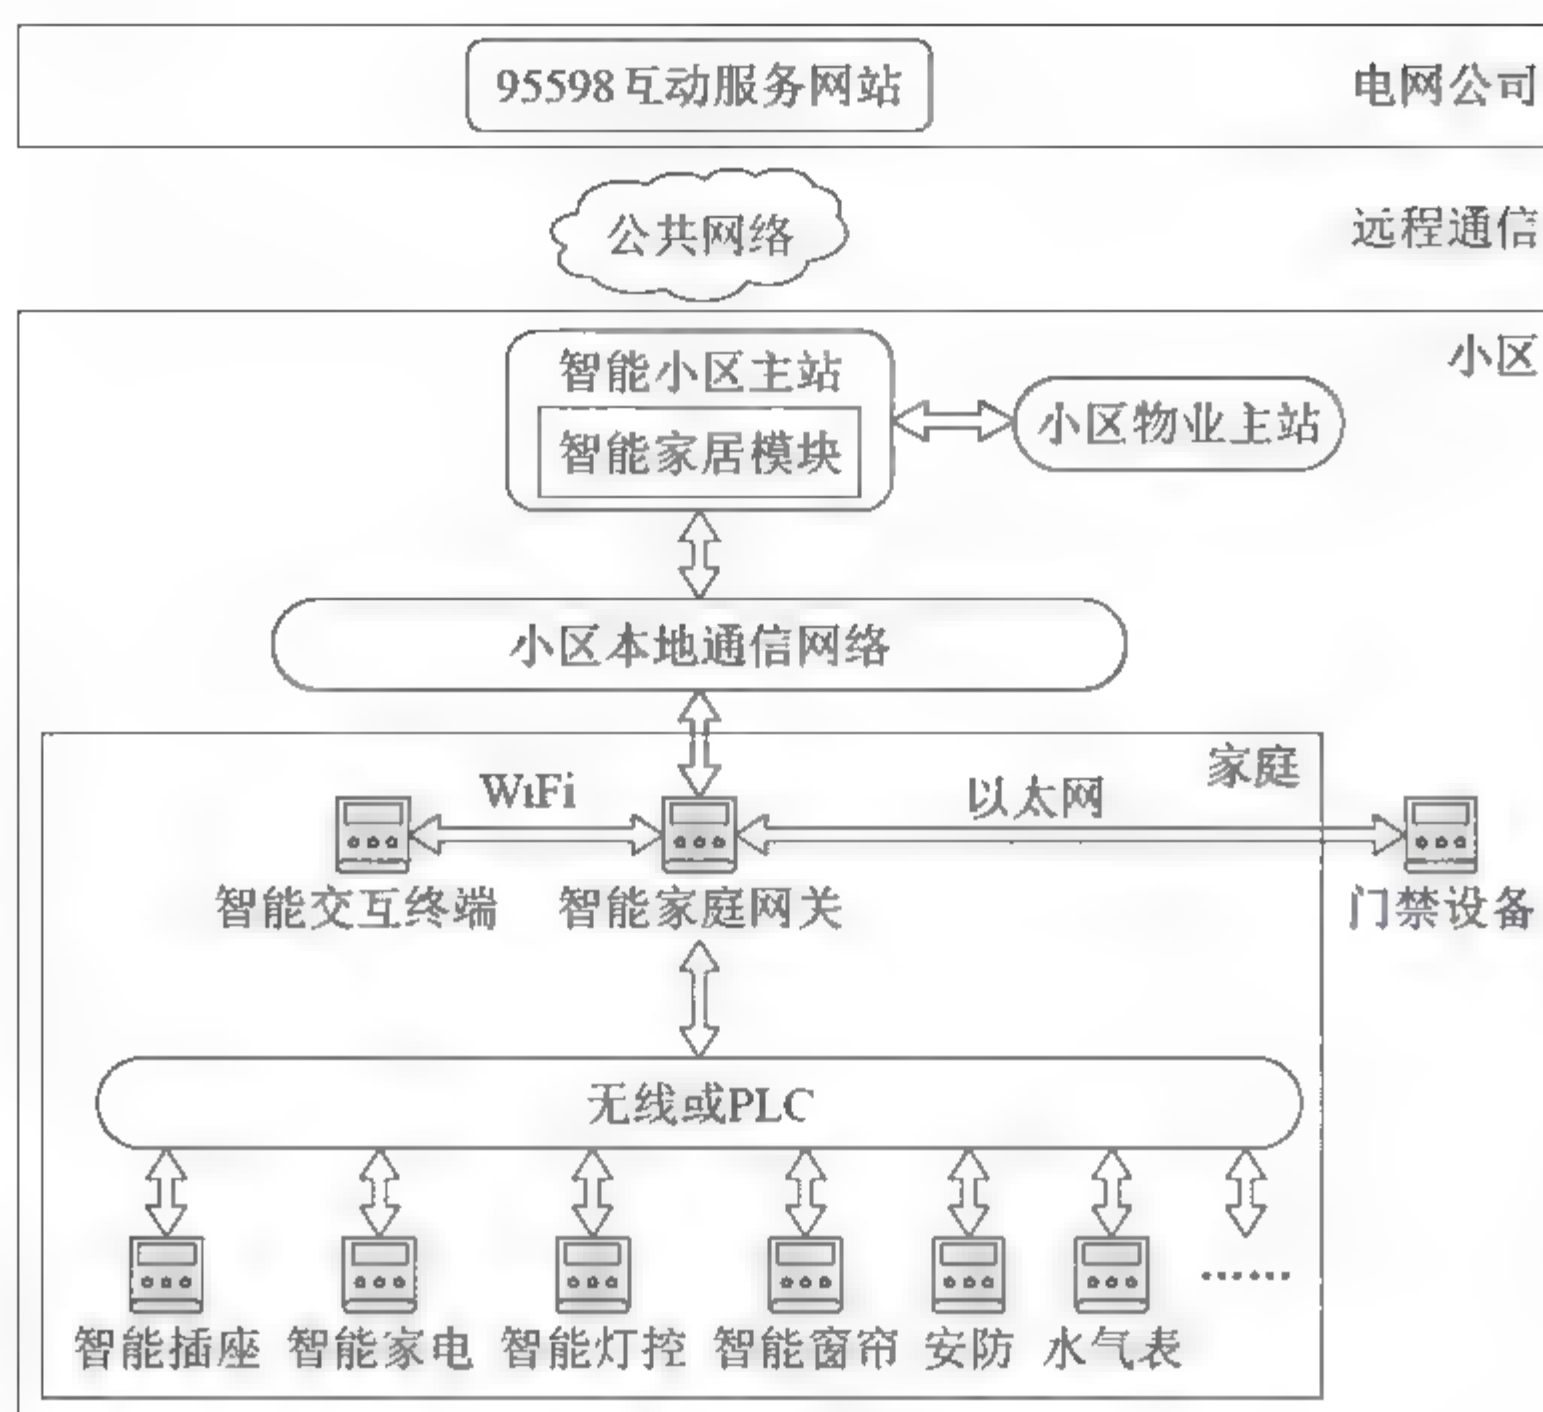 95598互动服务网站
电网公司
公共网络
远程通信
小区
智能小区主站
智能家居模块
小区物业主站
小区本地通信网络
家庭
WiFi
以太网
智能交互终端
智能家庭网关
门禁设备
无线或PLC
......
智能插座
智能家电
智能灯控
智能窗帘
安防
水气表